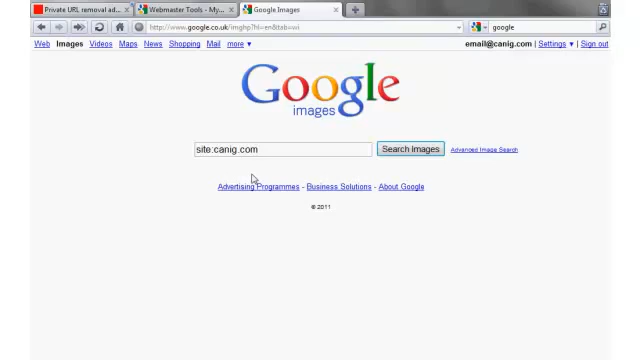 Private URL removal ad...
Webmaster Tools - My...
Google Images
http://www.google.co.uk/imghp?hl=en&tab=wi
google
Web Images Videos Maps News Shopping Mail more ▼
email@canig.com | Settings ▼ | Sign out
Google
images
site:canig.com
Search Images
Advanced Image Search
Advertising Programmes - Business Solutions - About Google
© 2011